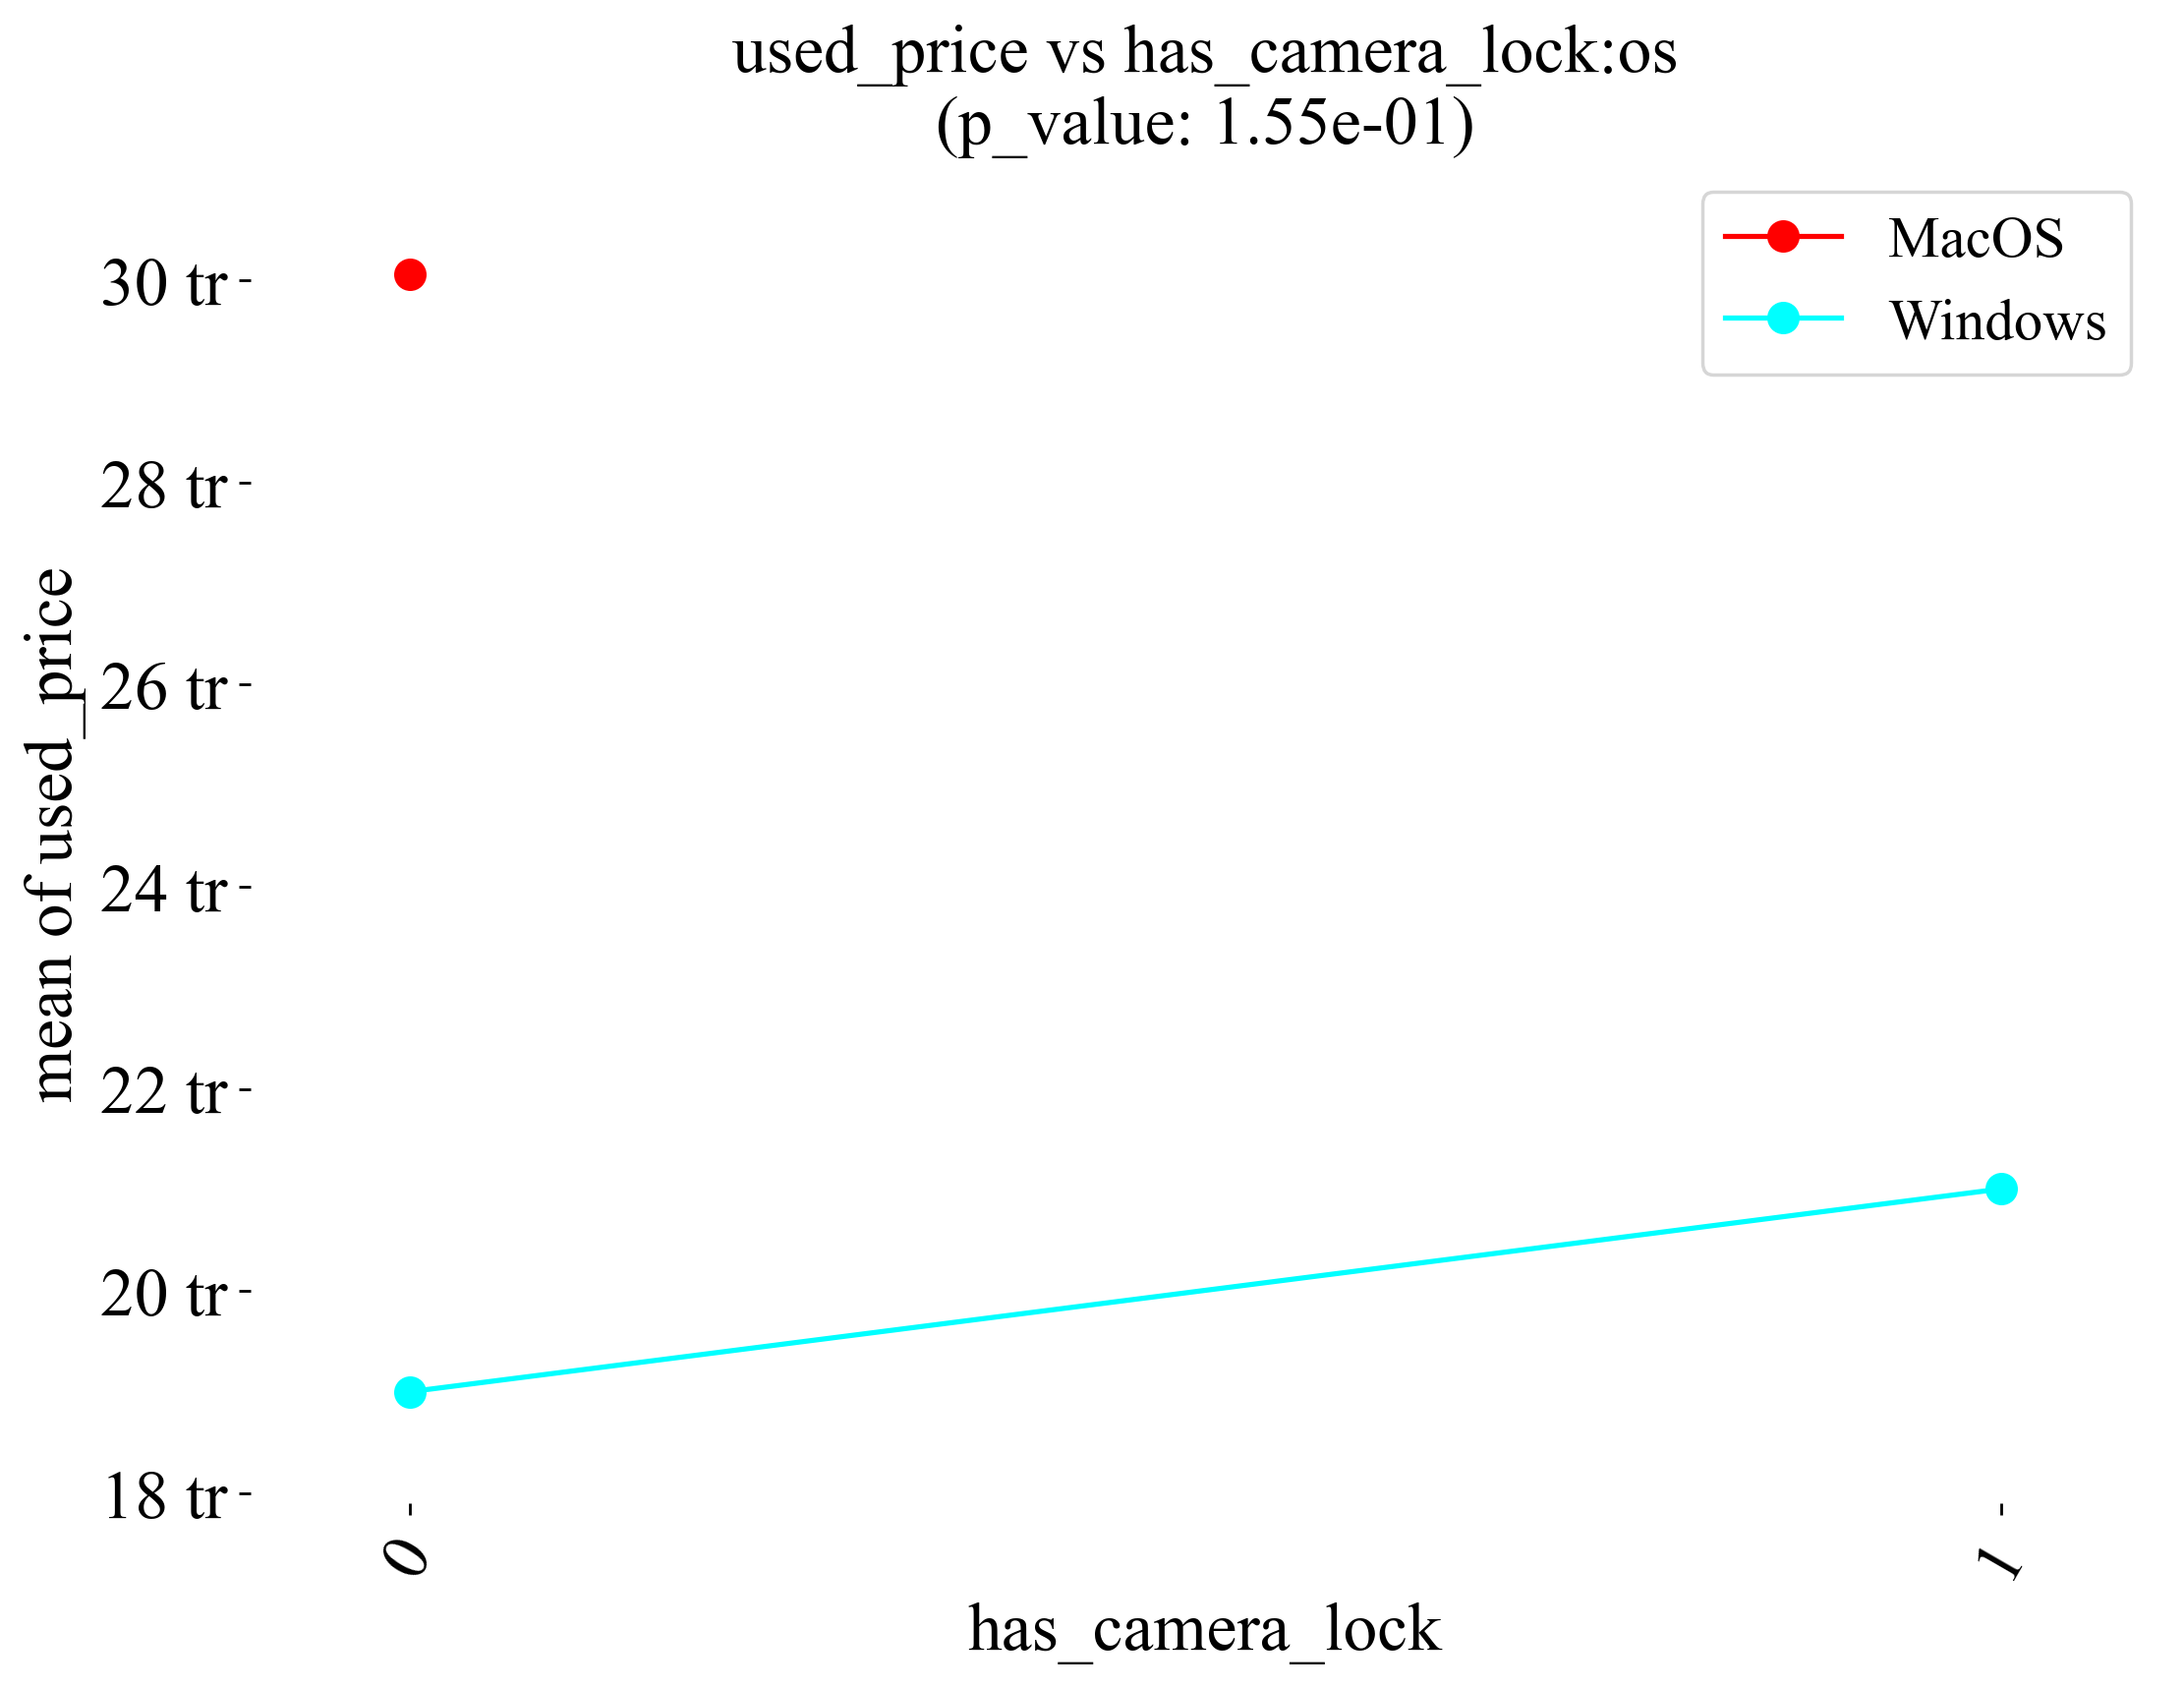 used_price vs has_camera_lock:os
(p_value: 1.55e-01)
MacOS
Windows
mean of used_price
30 tr
28 tr
26 tr
24 tr
22 tr
20 tr
18 tr
0
1
has_camera_lock